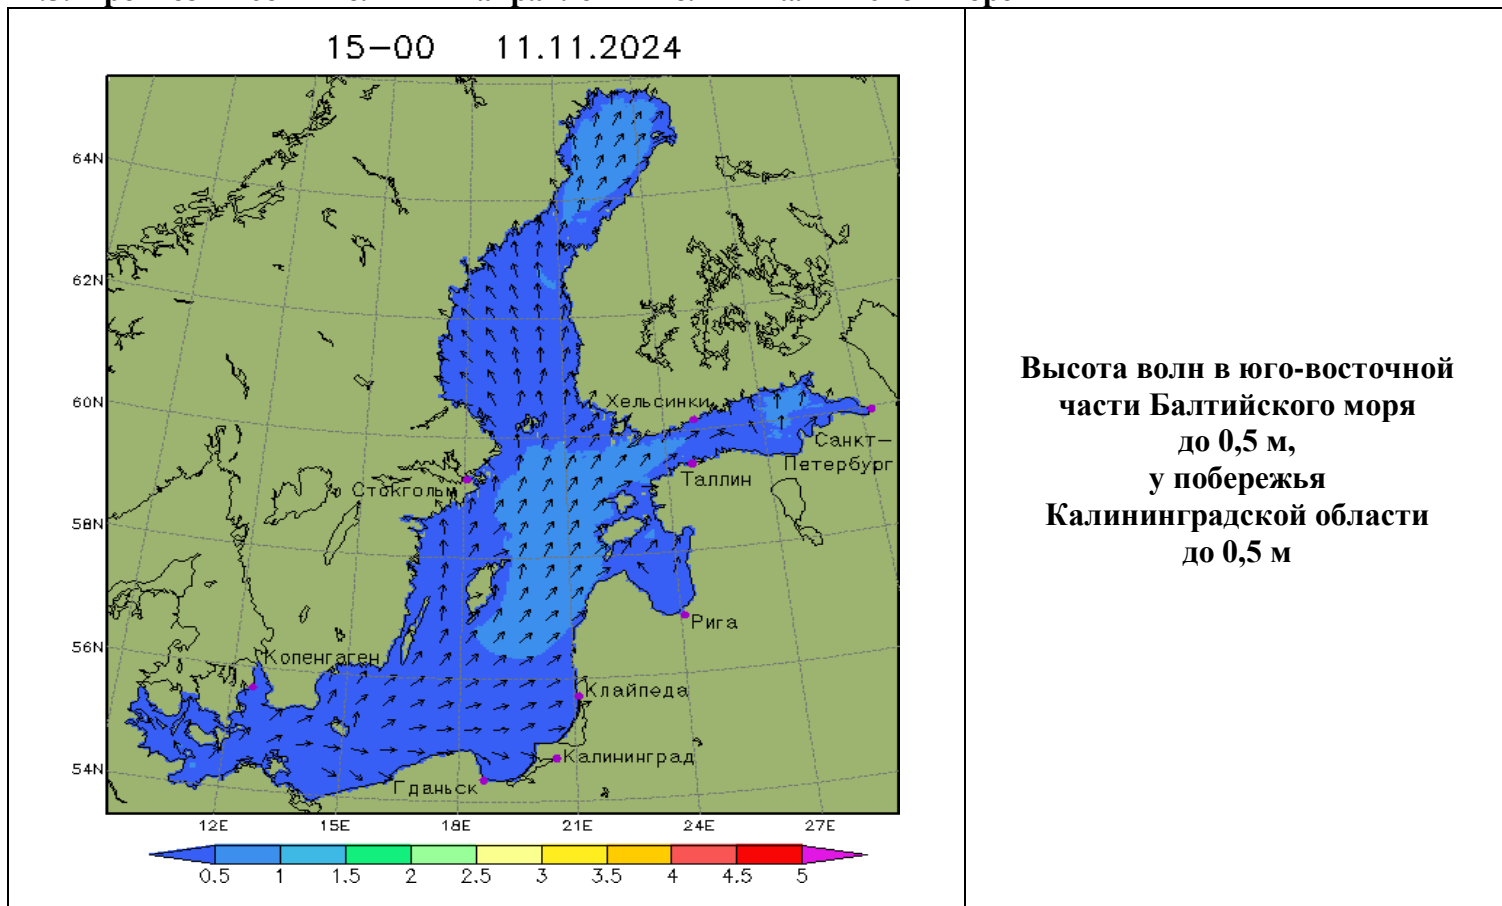 15-00 11.11.2024
64N
62N
60N
58N
56N
54N
Хельсинки
Санкт-
Петербург
Таллин
Стокгольм
Рига
Копенгаген
Клайпеда
Калининград
Гданьск
12E 15E 18E 21E 24E 27E
0.5 1 1.5 2 2.5 3 3.5 4 4.5 5
Высота волн в юго-восточной
части Балтийского моря
до 0,5 м,
у побережья
Калининградской области
до 0,5 м